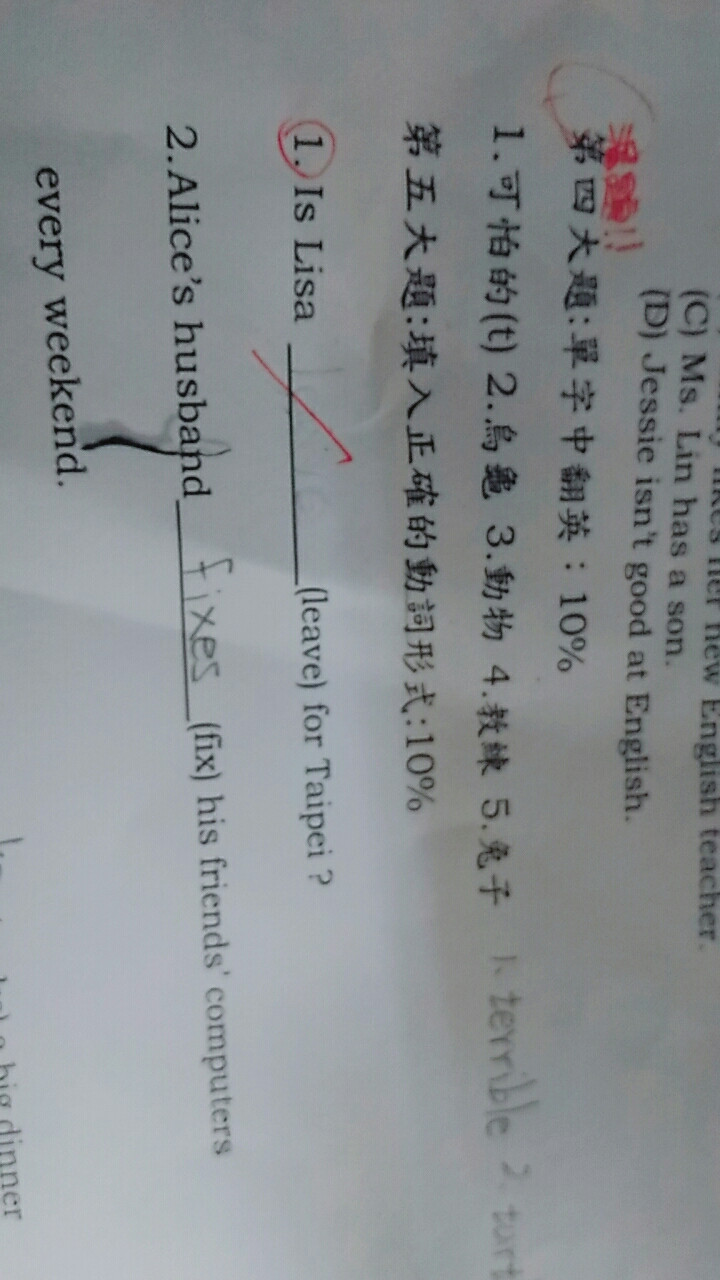 her new English teacher.
(C) Ms. Lin has a son.
(D) Jessie isn't good at English.
第四大題:單字中翻英：10%
1.可怕的(t) 2.烏龜 3.動物 4.教練 5.兔子 1. terrible 2.
第五大題:填入正確的動詞形式:10%
1. Is Lisa (leave) for Taipei ?
2.Alice's husband fixes (fix) his friends' computers
every weekend.
big dinner